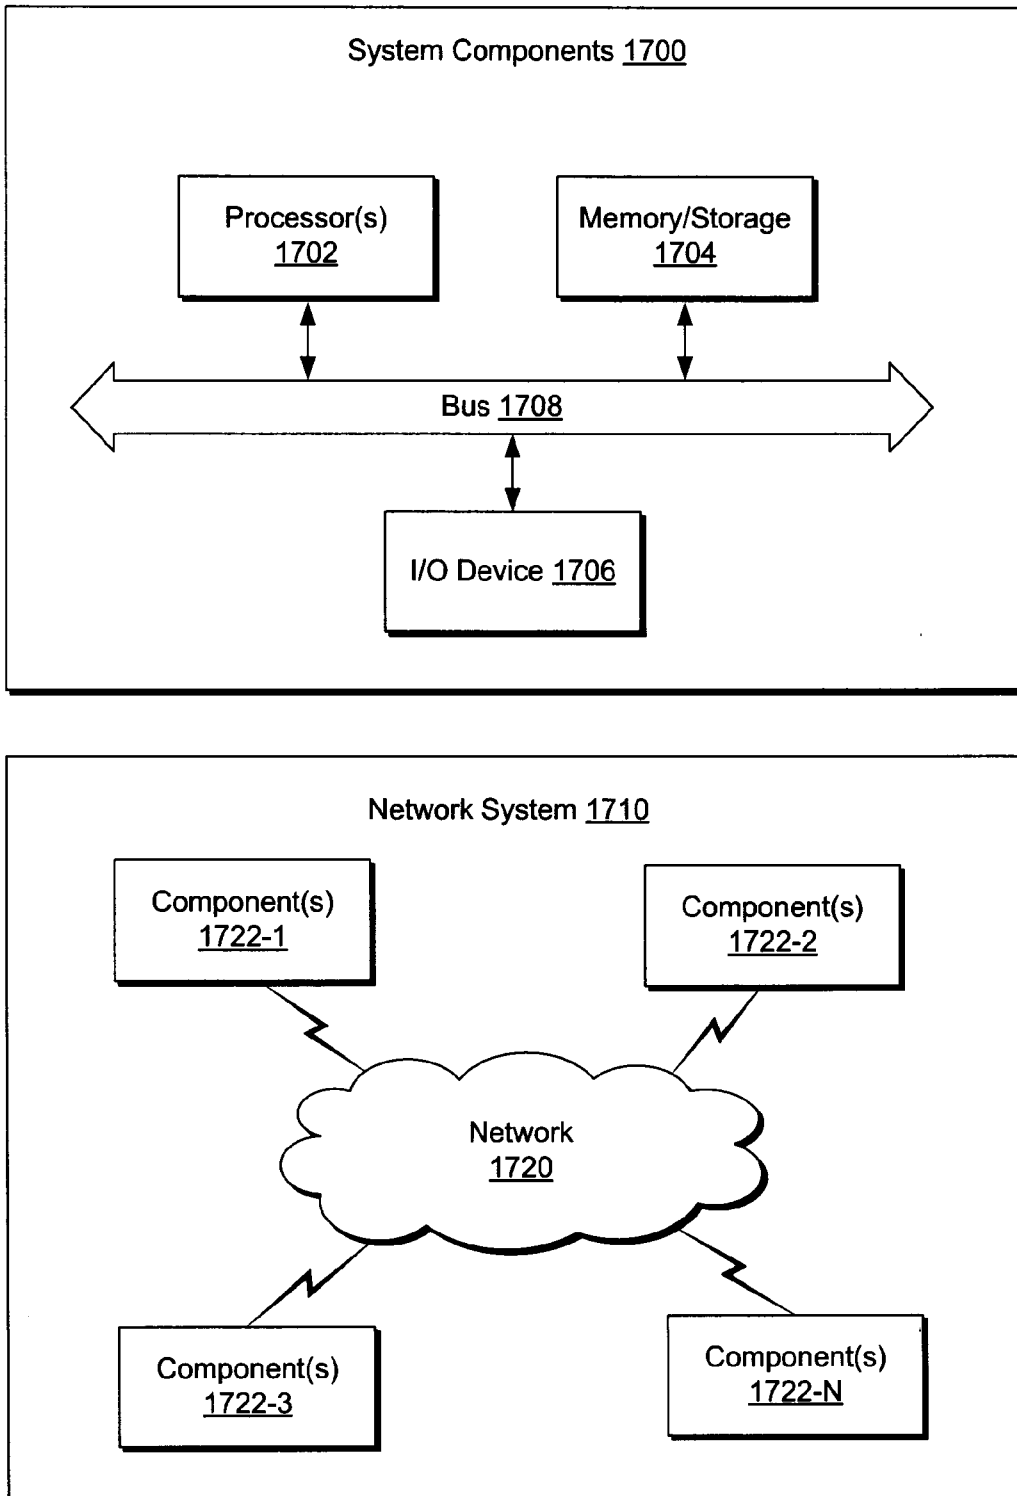 System Components 1700
Processor(s)
1702
Memory/Storage
1704
Bus 1708
I/O Device 1706
Network System 1710
Component(s)
1722-1
Component(s)
1722-2
Network
1720
Component(s)
1722-3
Component(s)
1722-N